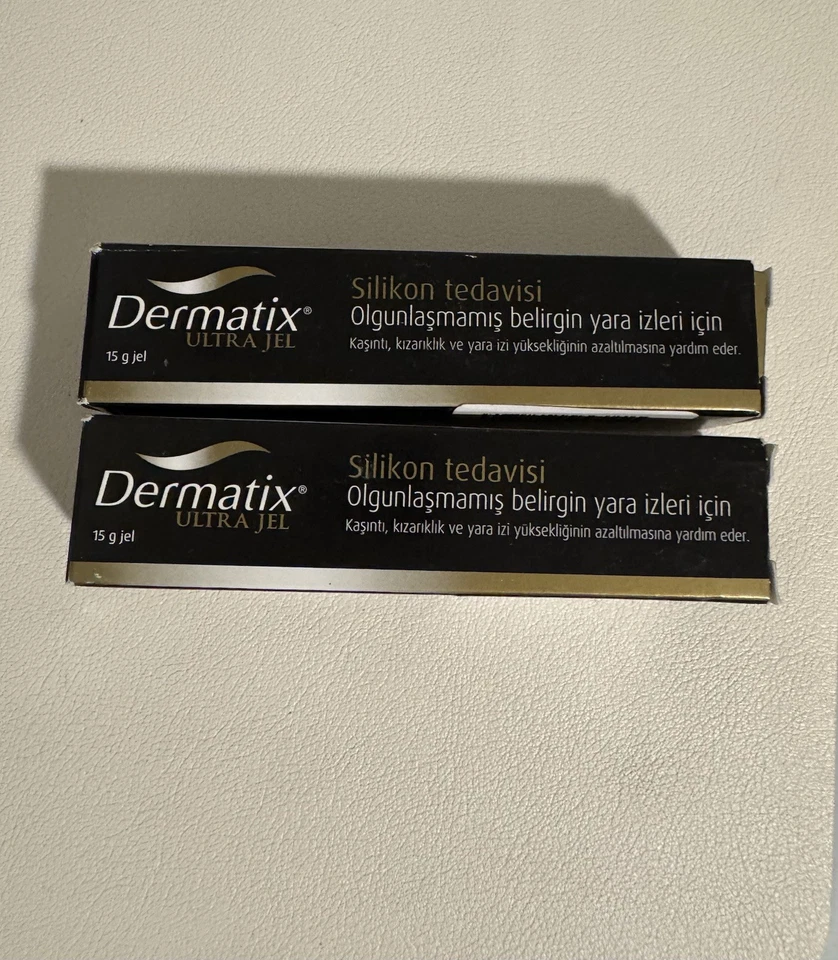 Dermatix®
ULTRA JEL
15 g jel
Silikon tedavisi
Olgunlaşmamış belirgin yara izleri için
Kaşıntı, kızarıklık ve yara izi yüksekliğinin azaltılmasına yardım eder.
Dermatix®
ULTRA JEL
15 g jel
Silikon tedavisi
Olgunlaşmamış belirgin yara izleri için
Kaşıntı, kızarıklık ve yara izi yüksekliğinin azaltılmasına yardım eder.